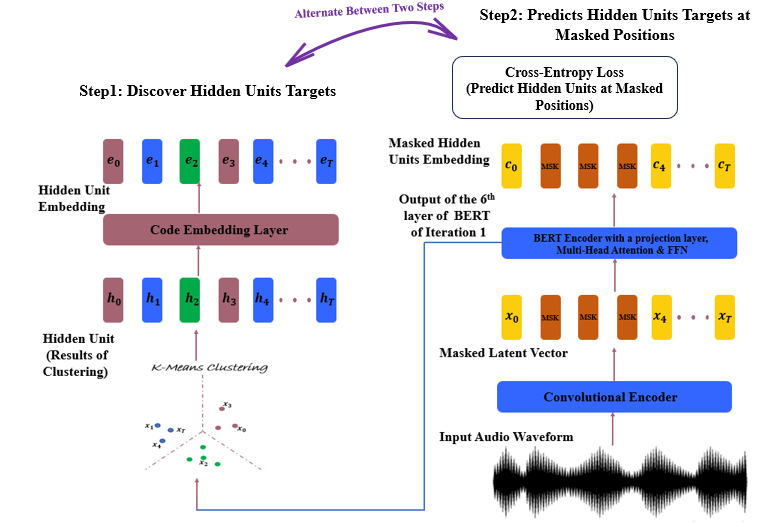 Alternate Between Two Steps
Step1: Discover Hidden Units Targets
e0 e1 e2 e3 e4 . . . eT
Hidden Unit
Embedding
Code Embedding Layer
h0 h1 h2 h3 h4 . . . hT
Hidden Unit
(Results of
Clustering)
K-Means Clustering
x3
x1 xT x0
x4
x2
Step2: Predicts Hidden Units Targets at
Masked Positions
Cross-Entropy Loss
(Predict Hidden Units at Masked
Positions)
Masked Hidden
Units Embedding
c0 MSK MSK MSK c4 . . . cT
Output of the 6th
layer of BERT
of Iteration 1
BERT Encoder with a projection layer,
Multi-Head Attention & FFN
x0 MSK MSK MSK x4 . . . xT
Masked Latent Vector
Convolutional Encoder
Input Audio Waveform